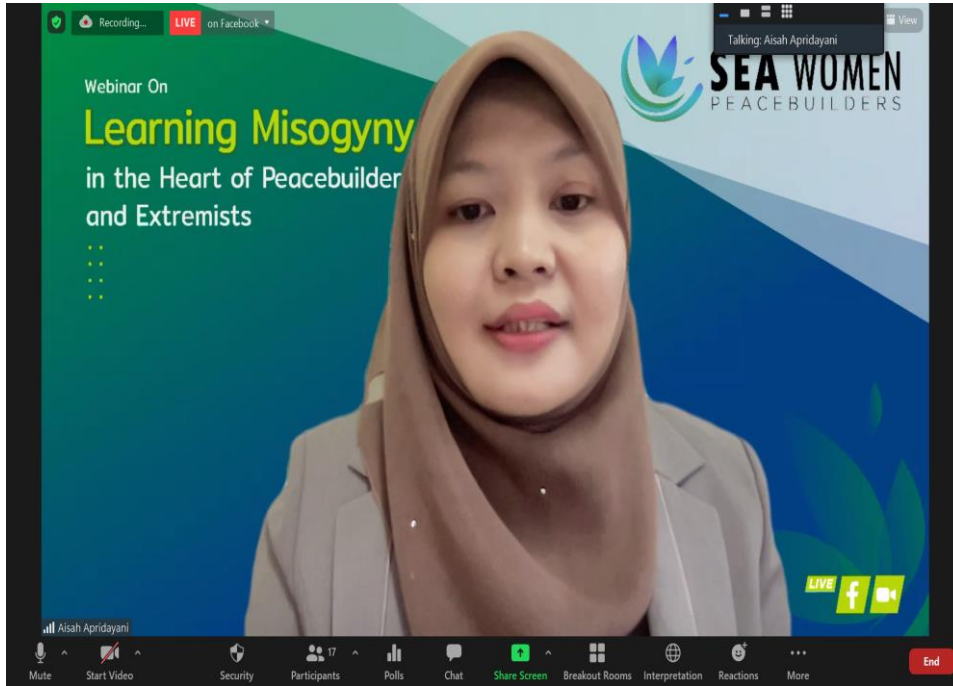 Recording...
LIVE on Facebook
Talking: Aisah Apridayani
View
SEA WOMEN
PEACEBUILDERS
Webinar On
Learning Misogyny
in the Heart of Peacebuilder
and Extremists
LIVE
Aisah Apridayani
Mute
Start Video
Security
17
Participants
Polls
Chat
Share Screen
Breakout Rooms
Interpretation
Reactions
More
End